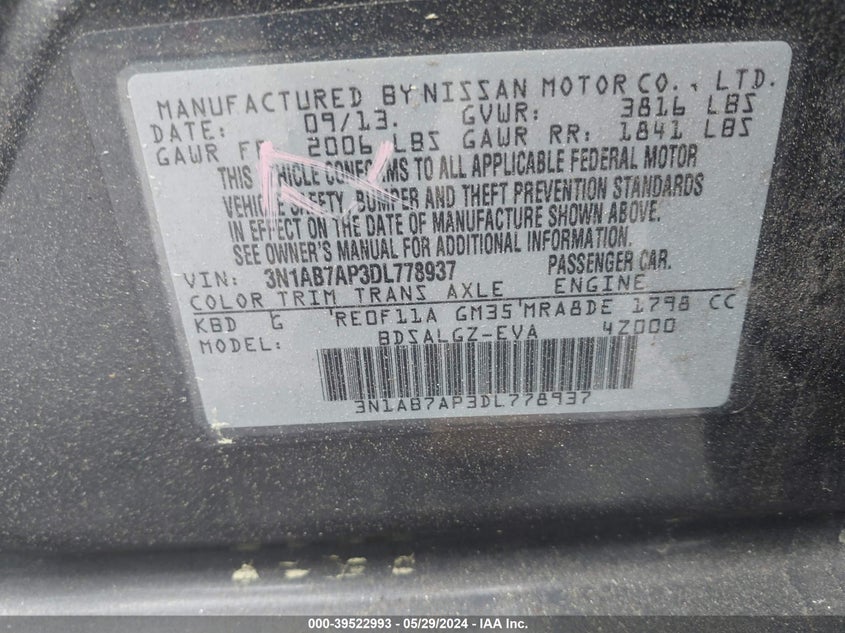 MANUFACTURED BY NISSAN MOTOR CO., LTD.
DATE: 09/13. GVWR: 3816 LBS
GAWR FR 2006 LBS GAWR RR: 1841 LBS
THIS VEHICLE CONFORMS TO ALL APPLICABLE FEDERAL MOTOR
VEHICLE SAFETY, BUMPER AND THEFT PREVENTION STANDARDS
IN EFFECT ON THE DATE OF MANUFACTURE SHOWN ABOVE.
SEE OWNER'S MANUAL FOR ADDITIONAL INFORMATION.
VIN: 3N1AB7AP3DL778937 PASSENGER CAR.
COLOR TRIM TRANS AXLE ENGINE
KBD G 'RE0F11A GM35'MRA8DE 1798 CC
MODEL: BDSALGZ-EVA 4Z000
3N1AB7AP3DL778937
000-39522993 - 05/29/2024 - IAA Inc.